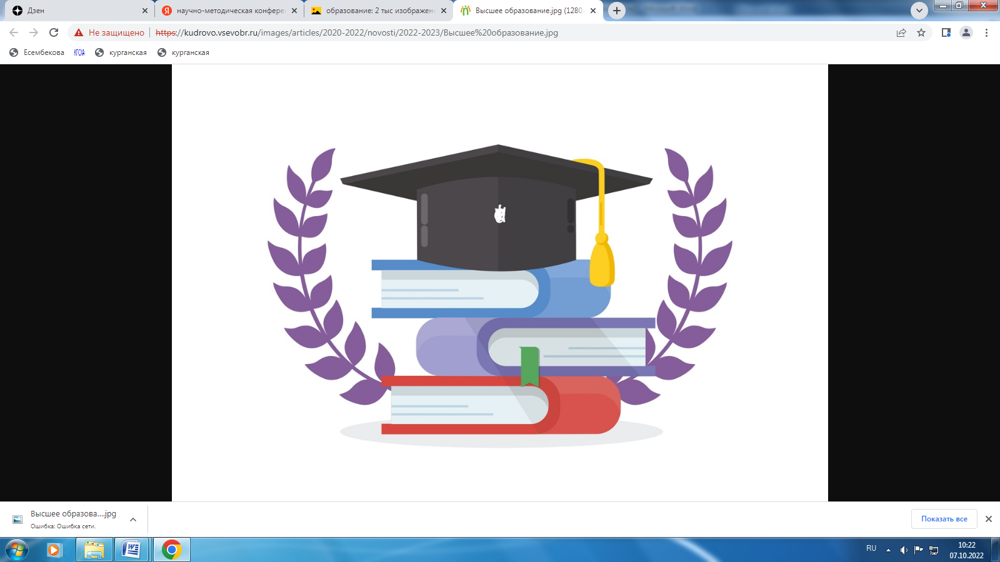 Дзен
научно-методическая конферен
образование: 2 тыс изображени
Высшее образование.jpg (1280
Не защищено
https://kudrovo.vsevobr.ru/images/articles/2020-2022/novosti/2022-2023/Высшее%20образование.jpg
Есембекова
курганская
курганская
Высшее образова....jpg
Ошибка: Ошибка сети.
Показать все
RU
10:22
07.10.2022